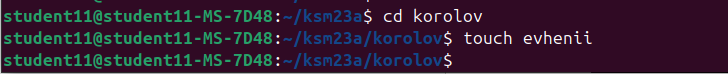 student11@student11-MS-7D48:~/ksm23a$ cd korolov
student11@student11-MS-7D48:~/ksm23a/korolov$ touch evhenii
student11@student11-MS-7D48:~/ksm23a/korolov$